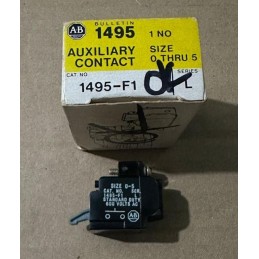 BULLETIN
AB 1495 1 NO
AUXILIARY SIZE
CONTACT 0 THRU 5
CAT. NO. SERIES
1495-F1 L
SIZE 0-5
CAT. NO. SER.
1495-F1 L
STANDARD DUTY
600 VOLTS AC
AB